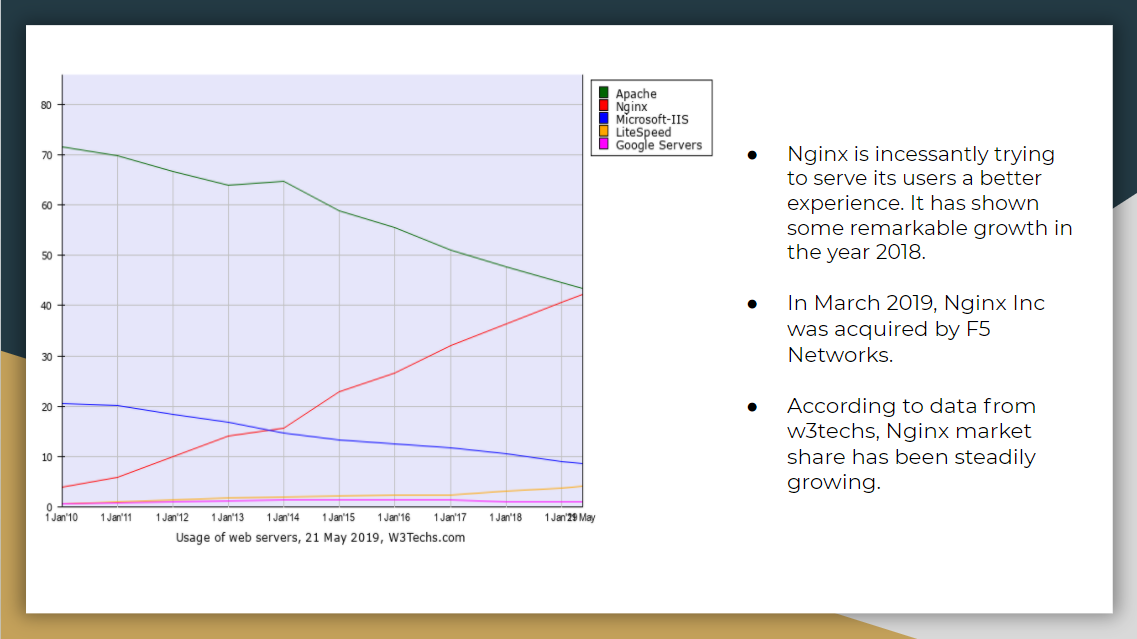 80
70
60
50
40
30
20
10
0
1 Jan'10 1 Jan'11 1 Jan'12 1 Jan'13 1 Jan'14 1 Jan'15 1 Jan'16 1 Jan'17 1 Jan'18 1 Jan'19 21 May
Usage of web servers, 21 May 2019, W3Techs.com
Apache
Nginx
Microsoft-IIS
LiteSpeed
Google Servers
● Nginx is incessantly trying
to serve its users a better
experience. It has shown
some remarkable growth in
the year 2018.
● In March 2019, Nginx Inc
was acquired by F5
Networks.
● According to data from
w3techs, Nginx market
share has been steadily
growing.